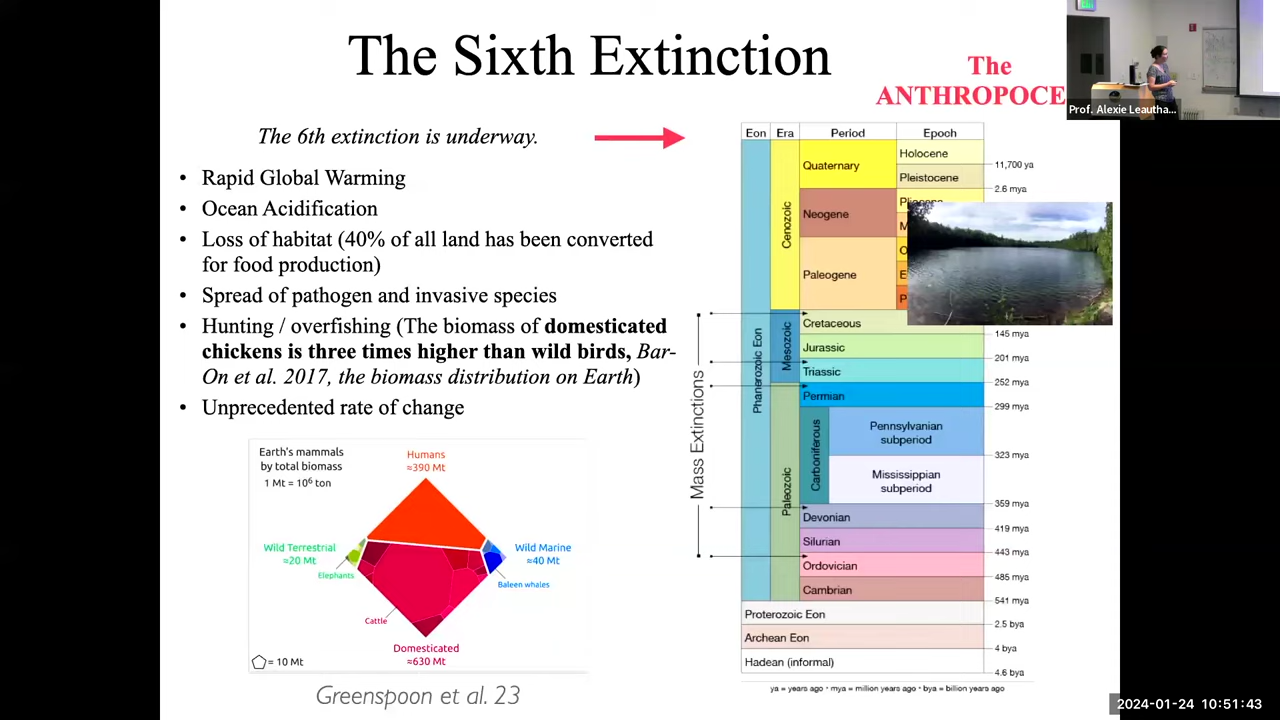 The Sixth Extinction
The
ANTHROPOCE
Prof. Alexie Leautha...
The 6th extinction is underway.
• Rapid Global Warming
• Ocean Acidification
• Loss of habitat (40% of all land has been converted
for food production)
• Spread of pathogen and invasive species
• Hunting / overfishing (The biomass of domesticated
chickens is three times higher than wild birds, Bar-
On et al. 2017, the biomass distribution on Earth)
• Unprecedented rate of change
Earth's mammals
by total biomass
1 Mt = 10⁶ ton
Humans
≈390 Mt
Wild Terrestrial
≈20 Mt
Elephants
Wild Marine
≈40 Mt
Baleen whales
Cattle
Domesticated
≈630 Mt
= 10 Mt
Greenspoon et al. 23
Eon Era Period Epoch
Phanerozoic Eon
Cenozoic
Mesozoic
Paleozoic
Quaternary
Holocene
11,700 ya
Pleistocene
2.6 mya
Neogene
Pliocene
M
Paleogene
O
E
P
Mass Extinctions
Cretaceous
145 mya
Jurassic
201 mya
Triassic
252 mya
Permian
299 mya
Carboniferous
Pennsylvanian
subperiod
323 mya
Mississippian
subperiod
359 mya
Devonian
419 mya
Silurian
443 mya
Ordovician
485 mya
Cambrian
541 mya
Proterozoic Eon
2.5 bya
Archean Eon
4 bya
Hadean (informal)
4.6 bya
ya = years ago • mya = million years ago • bya = billion years ago
2024-01-24 10:51:43